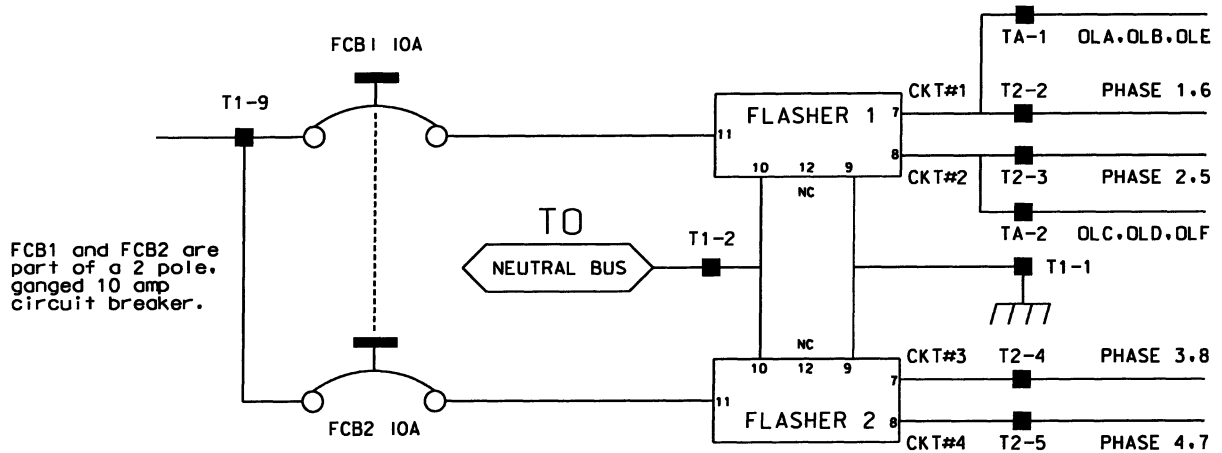 FCB1 10A
T1-9
TA-1 OLA.OLB.OLE
CKT#1 T2-2 PHASE 1.6
FLASHER 1
7
11
8
10 12 9
NC
CKT#2 T2-3 PHASE 2.5
TA-2 OLC.OLD.OLF
TO
NEUTRAL BUS
T1-2
T1-1
FCB1 and FCB2 are
part of a 2 pole.
ganged 10 amp
circuit breaker.
NC
10 12 9
CKT#3 T2-4 PHASE 3.8
7
11
FLASHER 2
8
FCB2 10A
CKT#4 T2-5 PHASE 4.7